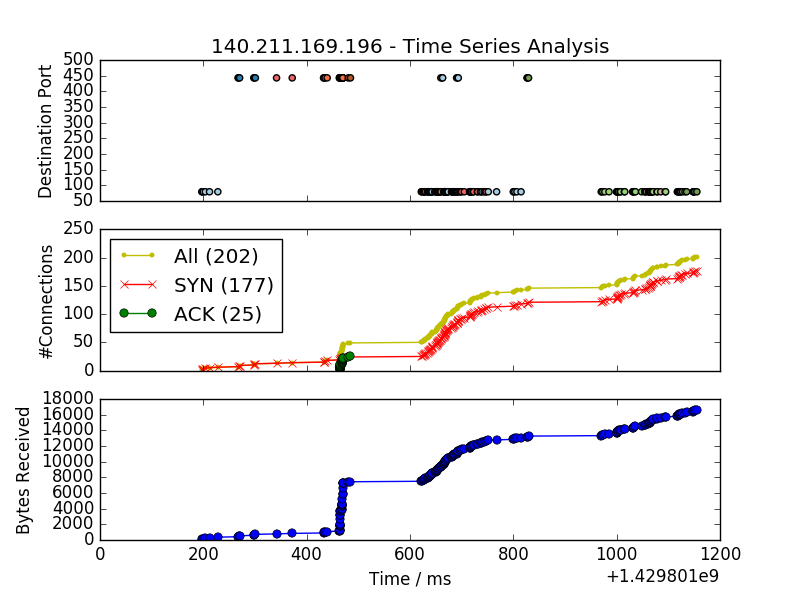 140.211.169.196 - Time Series Analysis
500
450
400
350
300
250
200
150
100
50
Destination Port
250
200
150
100
50
0
#Connections
All (202)
SYN (177)
ACK (25)
18000
16000
14000
12000
10000
8000
6000
4000
2000
0
Bytes Received
0 200 400 600 800 1000 1200
Time / ms
+1.429801e9